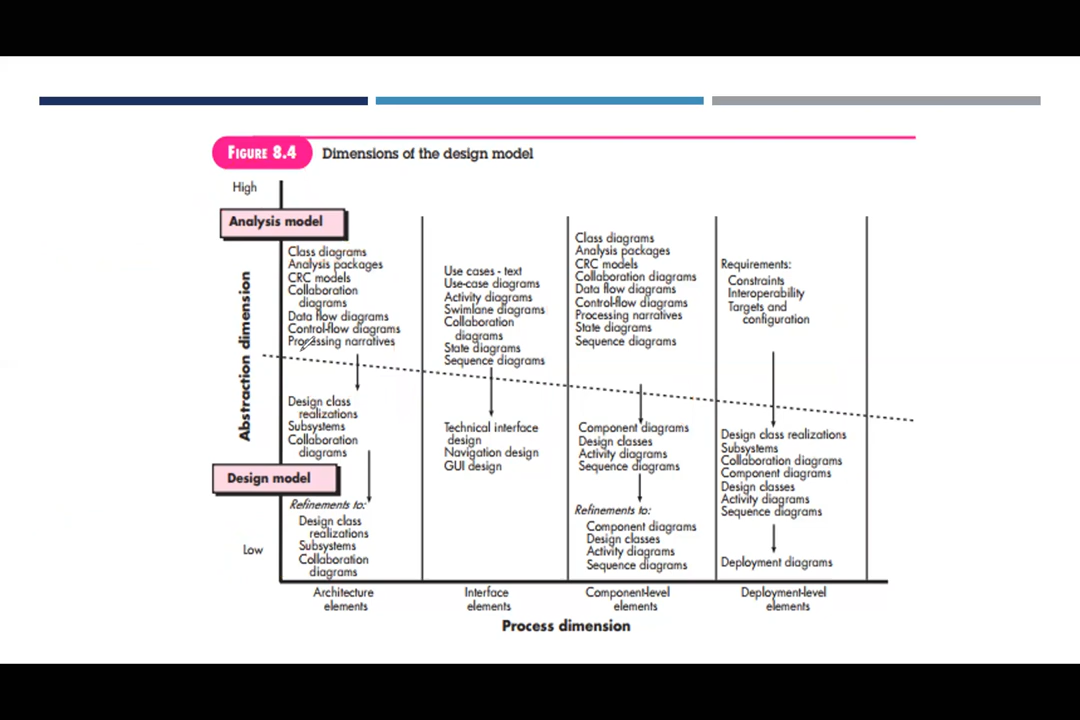 FIGURE 8.4
Dimensions of the design model
High
Analysis model
Abstraction dimension
Design model
Low
Class diagrams
Analysis packages
CRC models
Collaboration
diagrams
Data flow diagrams
Control-flow diagrams
Processing narratives
Design class
realizations
Subsystems
Collaboration
diagrams
Refinements to:
Design class
realizations
Subsystems
Collaboration
diagrams
Architecture
elements
Use cases - text
Use-case diagrams
Activity diagrams
Swimlane diagrams
Collaboration
diagrams
State diagrams
Sequence diagrams
Technical interface
design
Navigation design
GUI design
Interface
elements
Class diagrams
Analysis packages
CRC models
Collaboration diagrams
Data flow diagrams
Control-flow diagrams
Processing narratives
State diagrams
Sequence diagrams
Component diagrams
Design classes
Activity diagrams
Sequence diagrams
Refinements to:
Component diagrams
Design classes
Activity diagrams
Sequence diagrams
Component-level
elements
Requirements:
Constraints
Interoperability
Targets and
configuration
Design class realizations
Subsystems
Collaboration diagrams
Component diagrams
Design classes
Activity diagrams
Sequence diagrams
Deployment diagrams
Deployment-level
elements
Process dimension